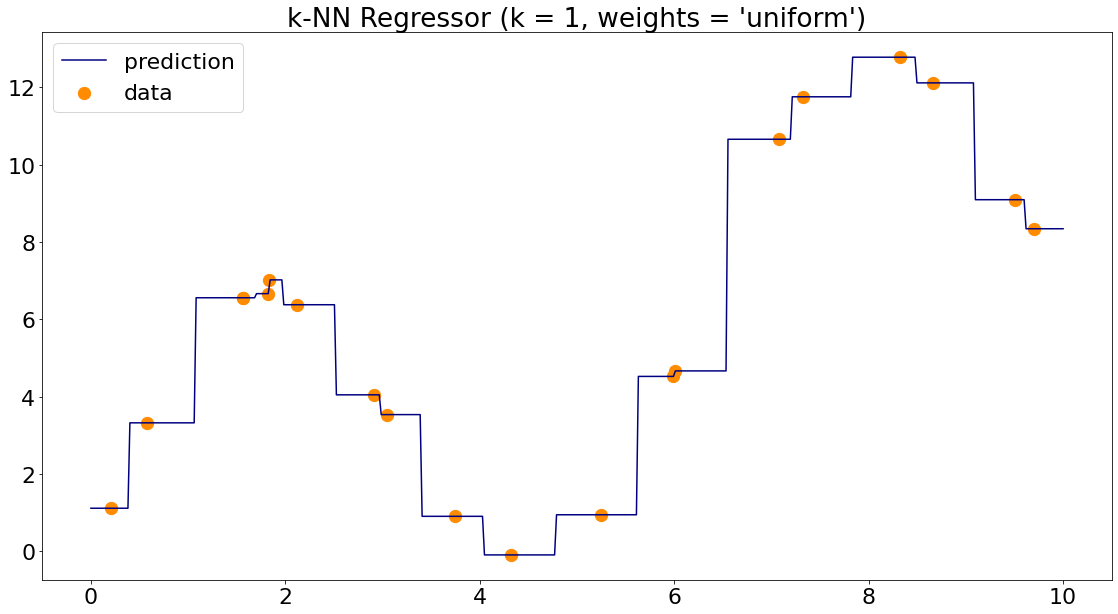 k-NN Regressor (k = 1, weights = 'uniform')
prediction
data
12
10
8
6
4
2
0
0 2 4 6 8 10